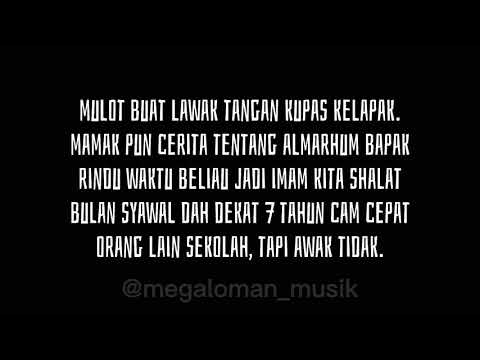 MULOT BUAT LAWAK TANGAN KUPAS KELAPAK.
MAMAK PUN CERITA TENTANG ALMARHUM BAPAK
RINDU WAKTU BELIAU JADI IMAM KITA SHALAT
BULAN SYAWAL DAH DEKAT 7 TAHUN CAM CEPAT
ORANG LAIN SEKOLAH, TAPI AWAK TIDAK.
@megaloman_musik